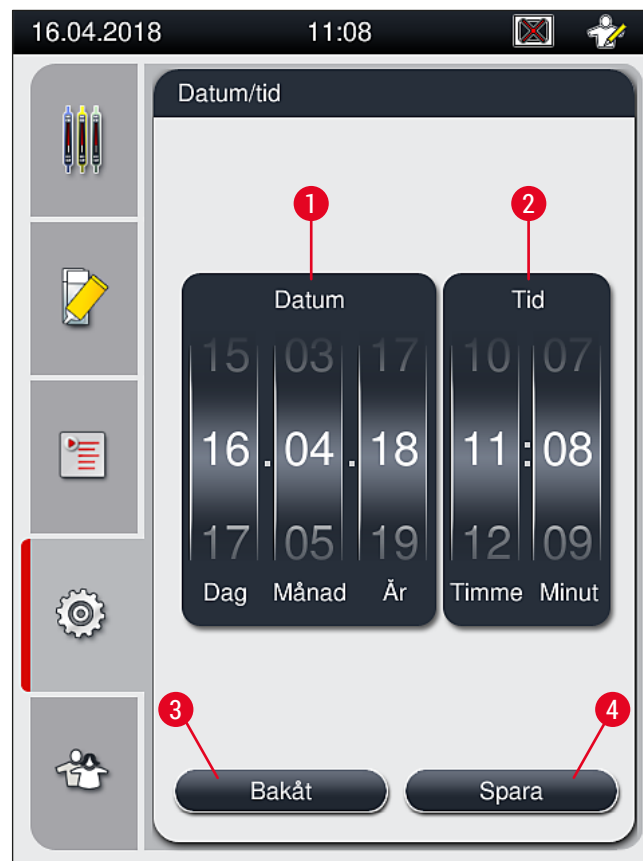 16.04.2018 11:08
Datum/tid
1 2
Datum Tid
15 03 17 10 07
16 . 04 . 18 11 : 08
17 05 19 12 09
Dag Månad År Timme Minut
3 4
Bakåt Spara